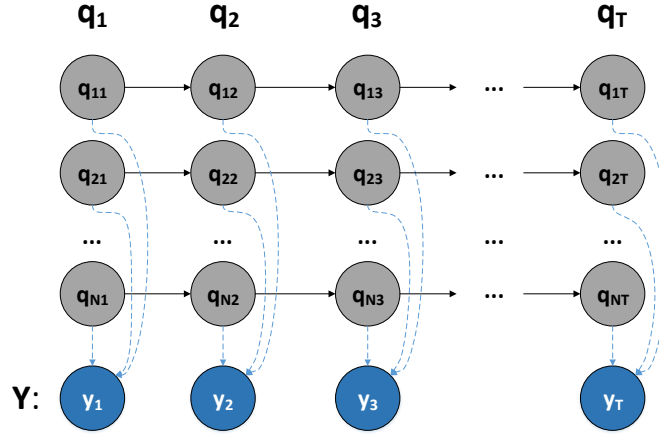 q₁ q₂ q₃ q_T
q₁₁ q₁₂ q₁₃ ... q₁T
q₂₁ q₂₂ q₂₃ ... q₂T
... ... ... ... ...
qN₁ qN₂ qN₃ ... qNT
Y: y₁ y₂ y₃ yT